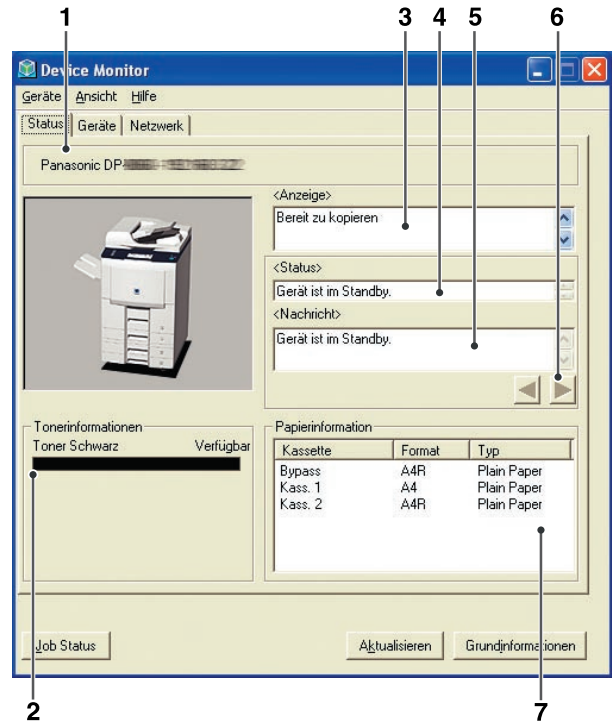 1 3 4 5 6
Device Monitor
Geräte Ansicht Hilfe
Status Geräte Netzwerk
Panasonic DP-
<Anzeige>
Bereit zu kopieren
<Status>
Gerät ist im Standby.
<Nachricht>
Gerät ist im Standby.
Tonerinformationen
Toner Schwarz Verfügbar
Papierinformation
Kassette Format Typ
Bypass A4R Plain Paper
Kass. 1 A4 Plain Paper
Kass. 2 A4R Plain Paper
Job Status Aktualisieren Grundinformationen
2 7